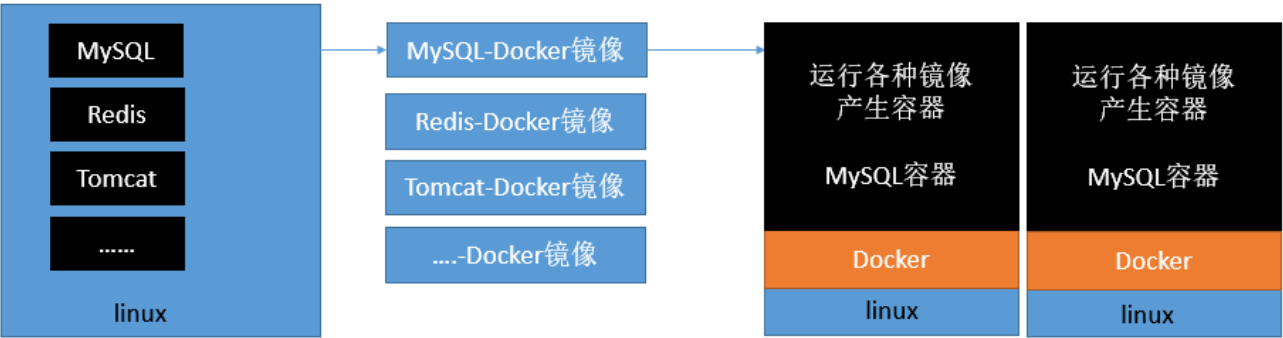 MySQL
Redis
Tomcat
……
linux
MySQL-Docker镜像
Redis-Docker镜像
Tomcat-Docker镜像
….-Docker镜像
运行各种镜像
产生容器
MySQL容器
Docker
linux
运行各种镜像
产生容器
MySQL容器
Docker
linux